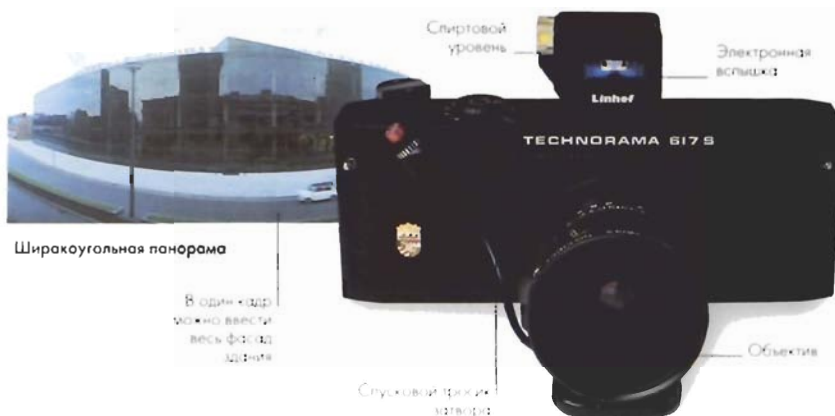 Спиртовой
уровень
Электронная
вспышка
Linhof
TECHNORAMA 617 S
Широкоугольная панорама
В один кадр
можно ввести
весь фасад
здания
Объектив
Спусковой тросик
затвора